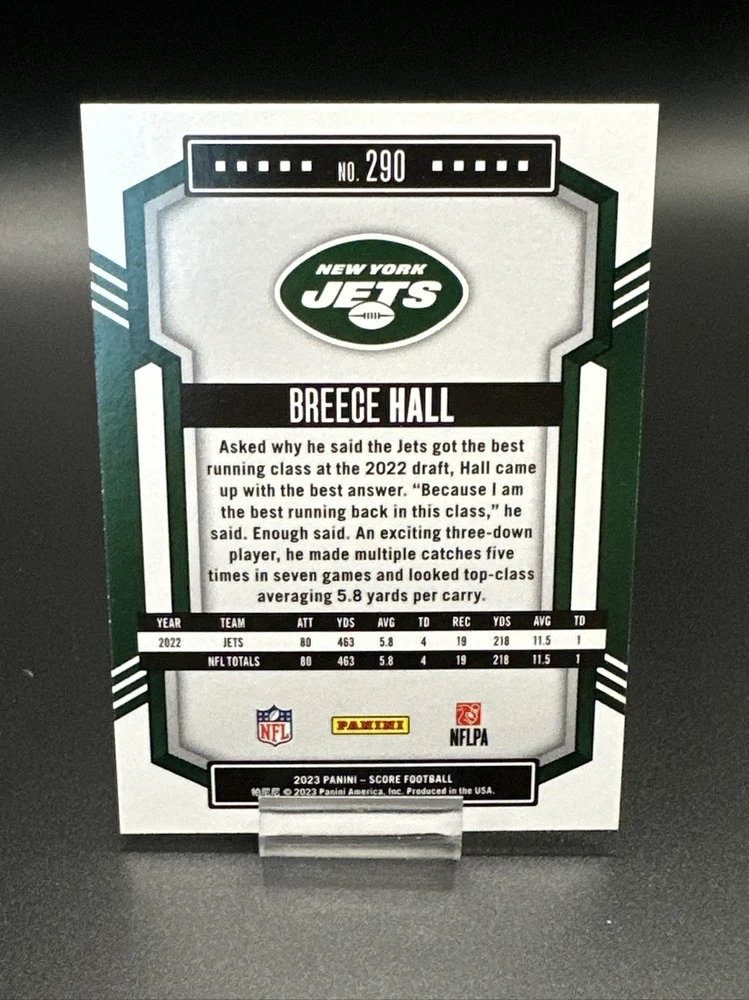 NO. 290
NEW YORK
JETS
BREECE HALL
Asked why he said the Jets got the best
running class at the 2022 draft, Hall came
up with the best answer. “Because I am
the best running back in this class,” he
said. Enough said. An exciting three-down
player, he made multiple catches five
times in seven games and looked top-class
averaging 5.8 yards per carry.
YEAR TEAM ATT YDS AVG TD REC YDS AVG TD
2022 JETS 80 463 5.8 4 19 218 11.5 1
NFL TOTALS 80 463 5.8 4 19 218 11.5 1
NFL PANINI NFLPA
2023 PANINI – SCORE FOOTBALL
帕尼尼 © 2023 Panini America, Inc. Produced in the USA.